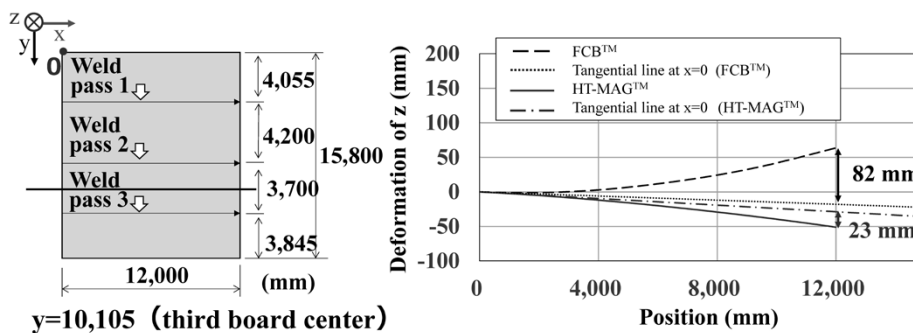 z
x
y
0
Weld
pass 1
Weld
pass 2
Weld
pass 3
4,055
4,200
15,800
3,700
3,845
12,000
(mm)
y=10,105 (third board center)
Deformation of z (mm)
200
150
100
50
0
-50
-100
FCB™
Tangential line at x=0 (FCB™)
HT-MAG™
Tangential line at x=0 (HT-MAG™)
82 mm
23 mm
0
4,000
8,000
12,000
Position (mm)